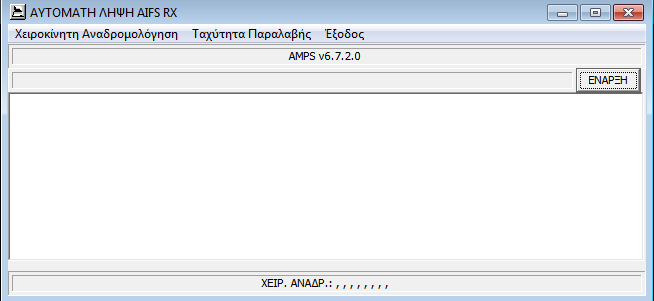 ΑΥΤΟΜΑΤΗ ΛΗΨΗ AIFS RX
Χειροκίνητη Αναδρομολόγηση Ταχύτητα Παραλαβής Έξοδος
AMPS v6.7.2.0
ΕΝΑΡΞΗ
ΧΕΙΡ. ΑΝΑΔΡ.: , , , , , , , ,